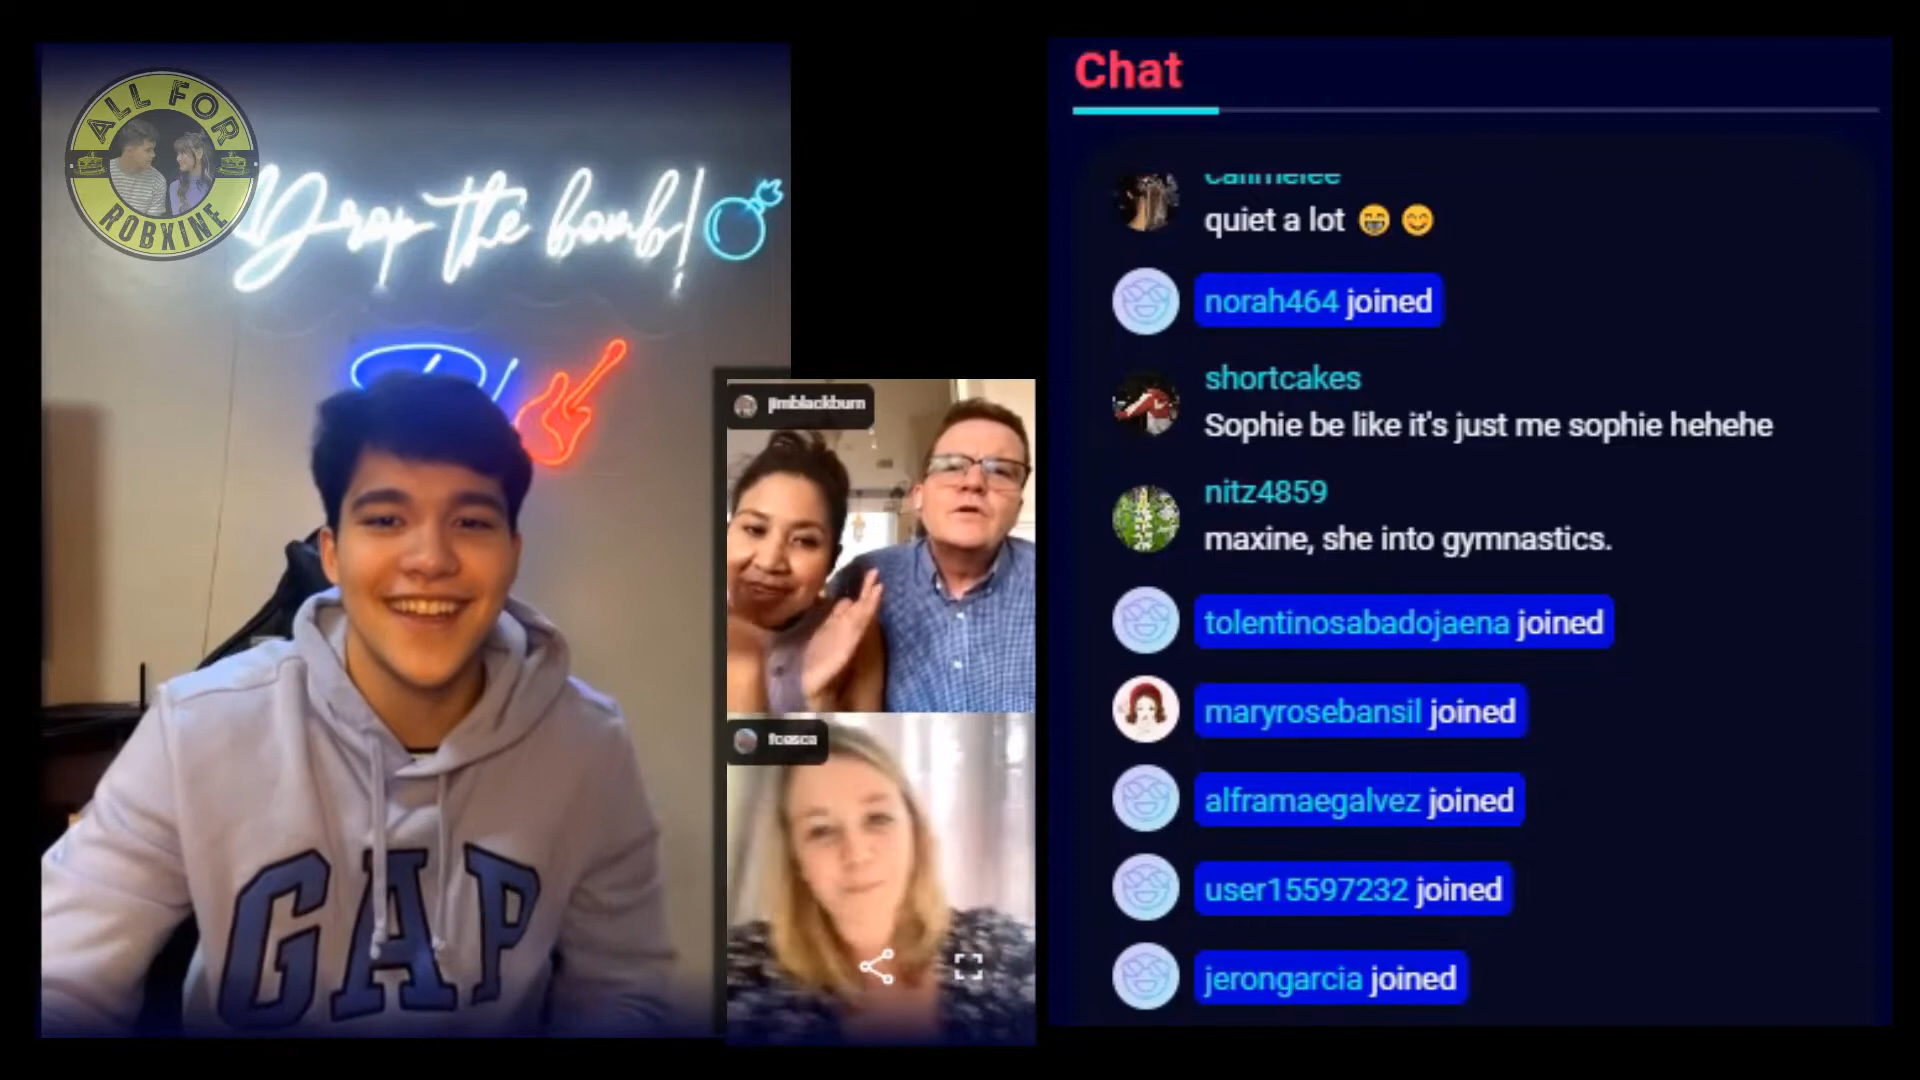 ALL FOR
ROBXINE
Drop the bomb!
GAP
jimblackburn
Chat
quiet a lot 😁 😊
norah464 joined
shortcakes
Sophie be like it's just me sophie hehehe
nitz4859
maxine, she into gymnastics.
tolentinosabadojaena joined
maryrosebansil joined
alframaegalvez joined
user15597232 joined
jerongarcia joined